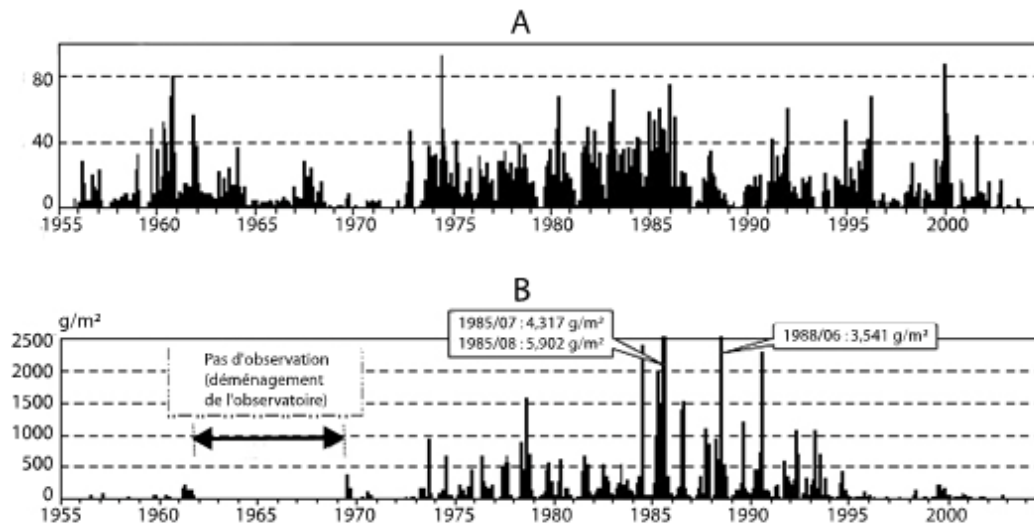 A
80
40
0
1955 1960 1965 1970 1975 1980 1985 1990 1995 2000
B
g/m²
2500
2000
1500
1000
500
0
1985/07 : 4,317 g/m²
1985/08 : 5,902 g/m²
1988/06 : 3,541 g/m²
Pas d'observation
(déménagement
de l'observatoire)
1955 1960 1965 1970 1975 1980 1985 1990 1995 2000